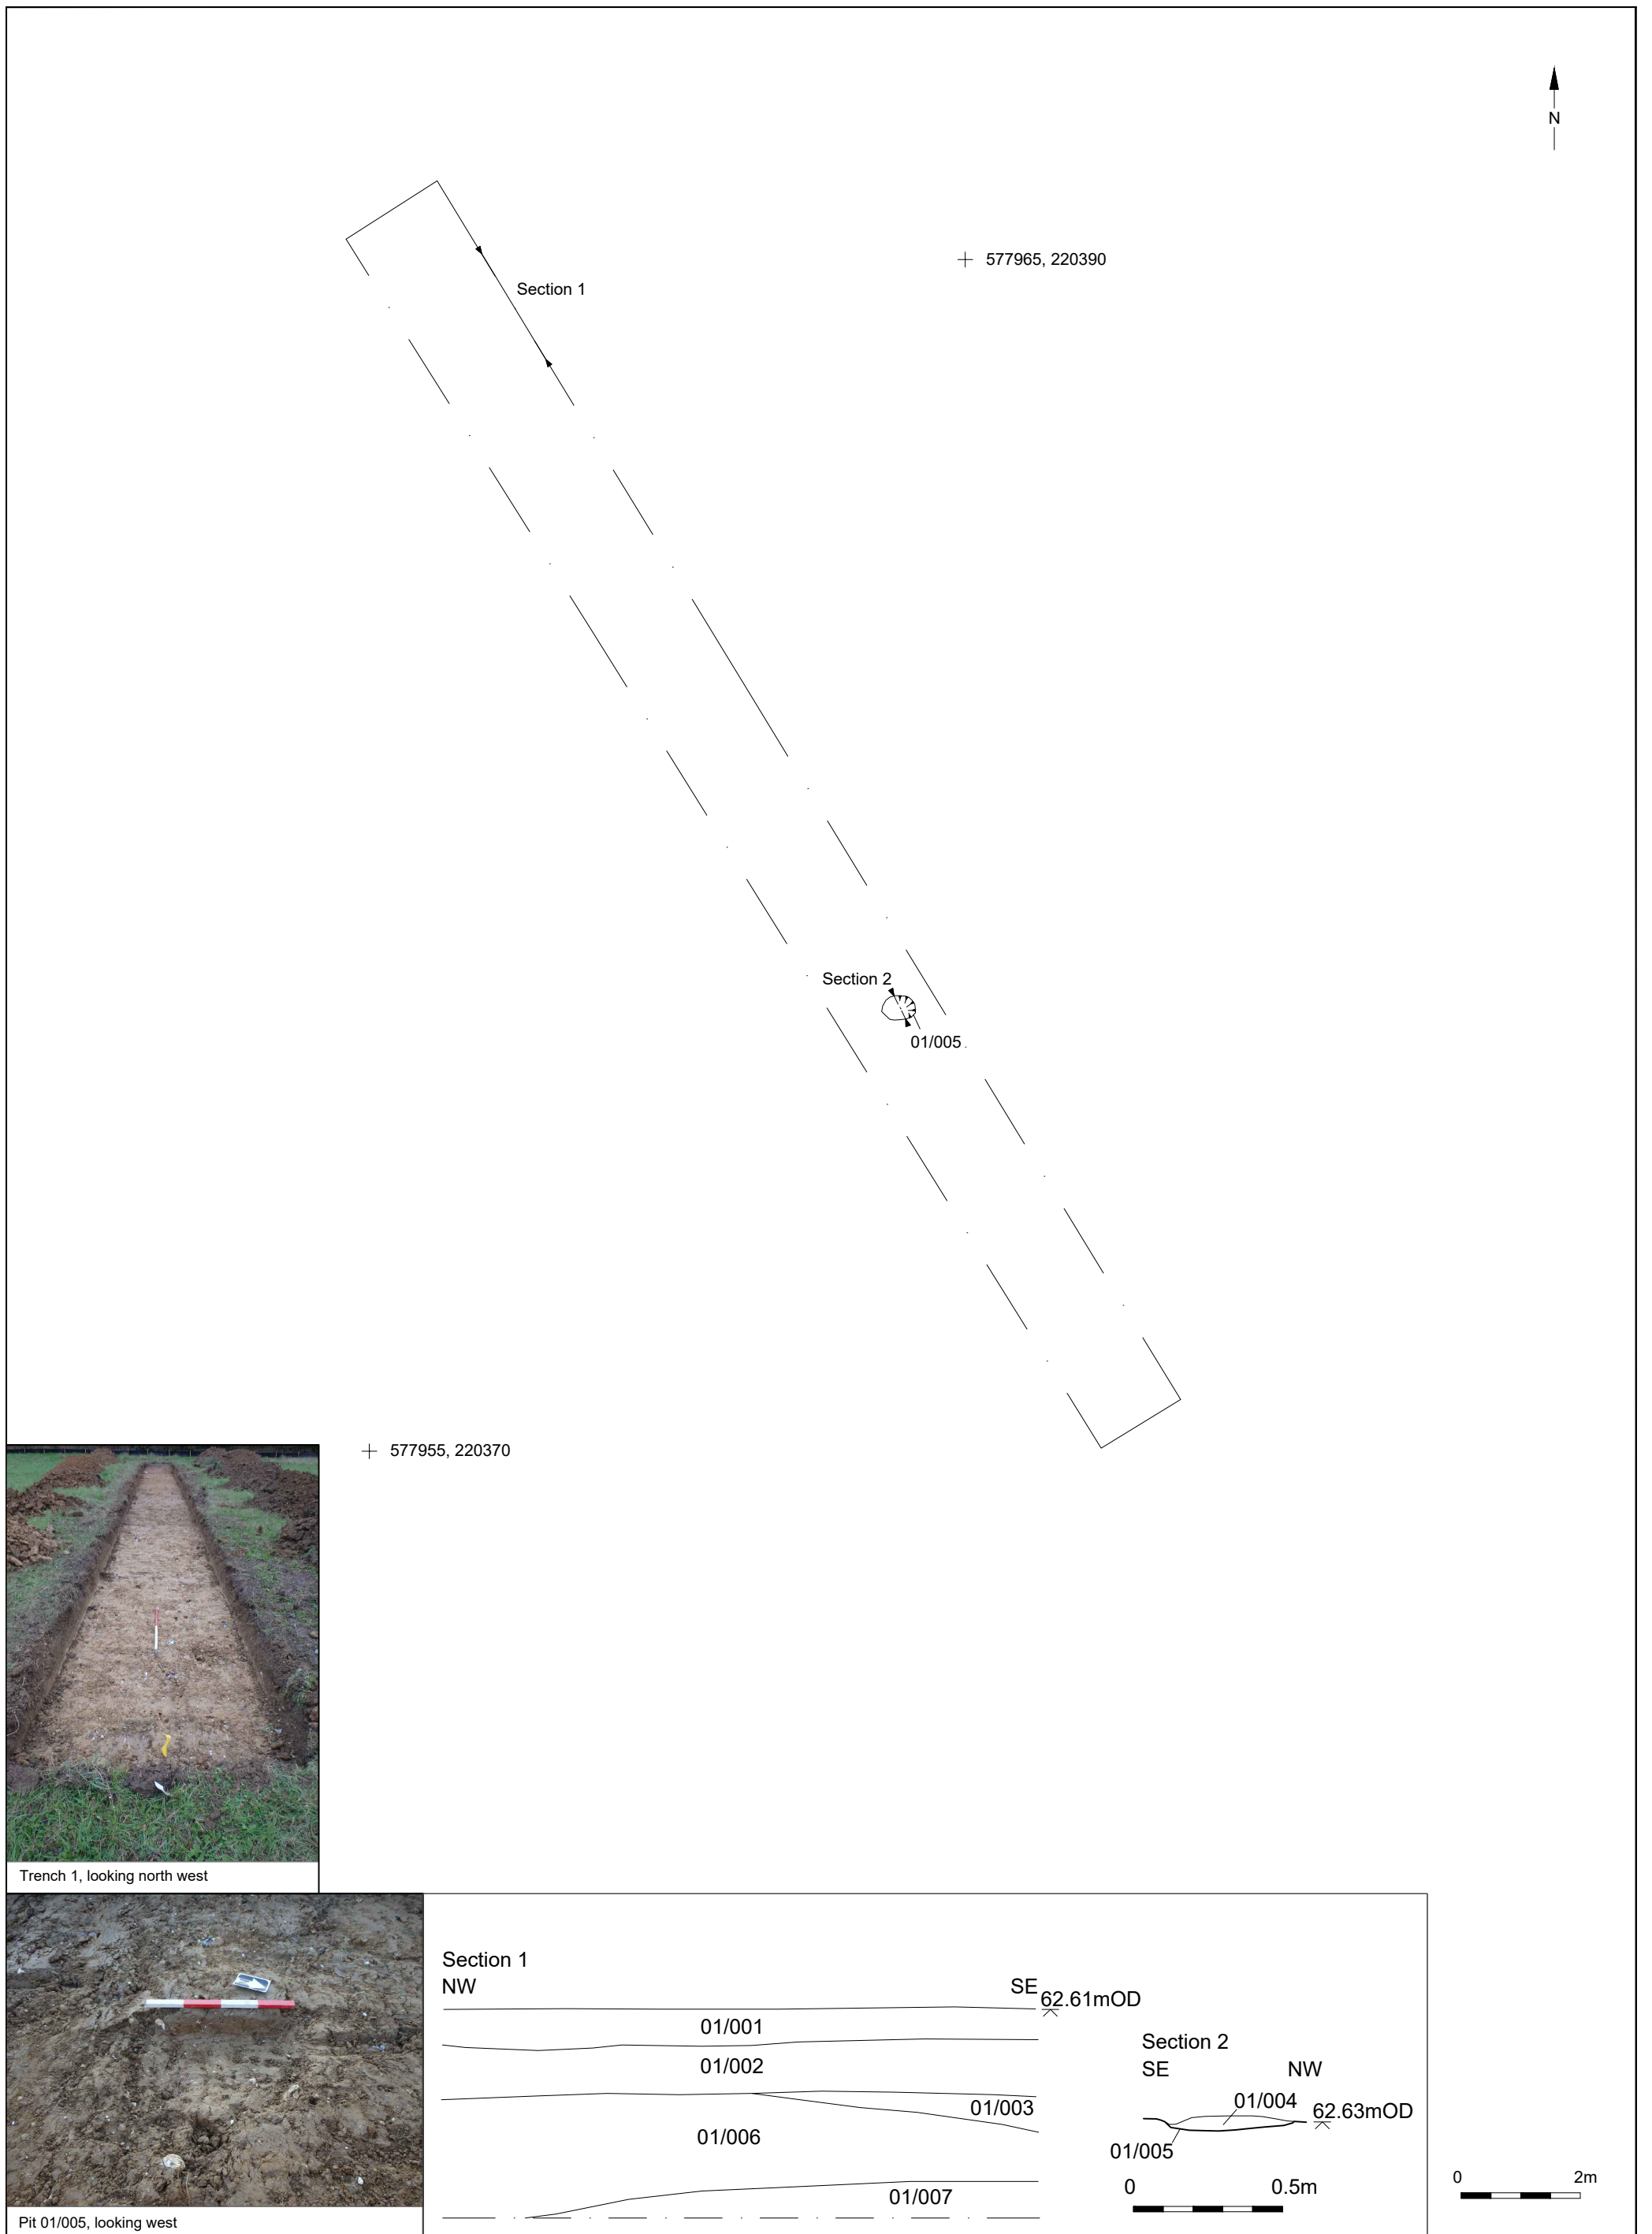 N
577965, 220390
Section 1
Section 2
01/005
577955, 220370
Trench 1, looking north west
Pit 01/005, looking west
Section 1
NW
SE
62.61mOD
01/001
01/002
01/003
01/006
01/007
Section 2
SE
NW
01/004
62.63mOD
01/005
0
0.5m
0
2m